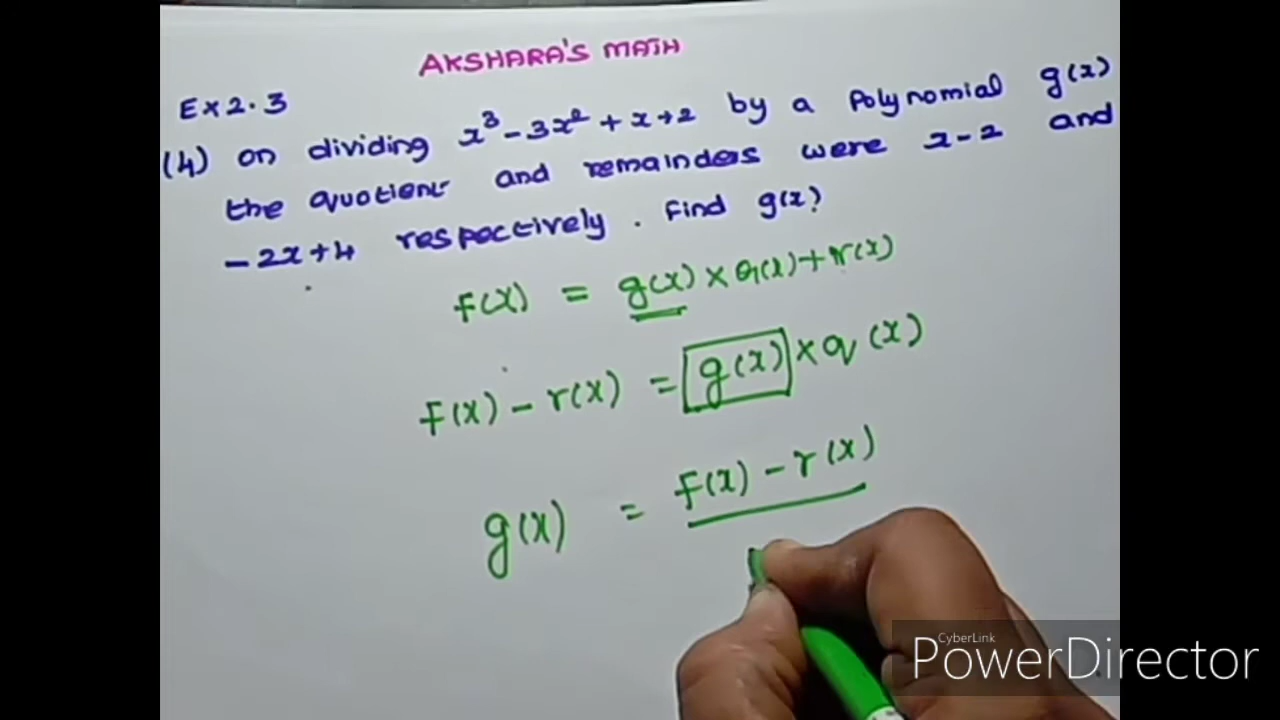 AKSHARA'S MATH
Ex 2.3
(4) on dividing x³-3x²+x+2 by a Polynomial g(x)
the quotient and remainders were x-2 and
-2x+4 respectively. Find g(x)?
f(x) = g(x) × q(x) + r(x)
f(x) - r(x) = g(x) × q(x)
g(x) = f(x) - r(x)
CyberLink
PowerDirector